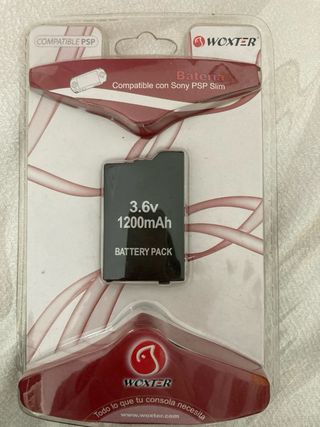 COMPATIBLE PSP
WOXTER
Bateria
Compatible con Sony PSP Slim
3.6v
1200mAh
BATTERY PACK
WOXTER
Todo lo que tu consola necesita
www.woxter.com